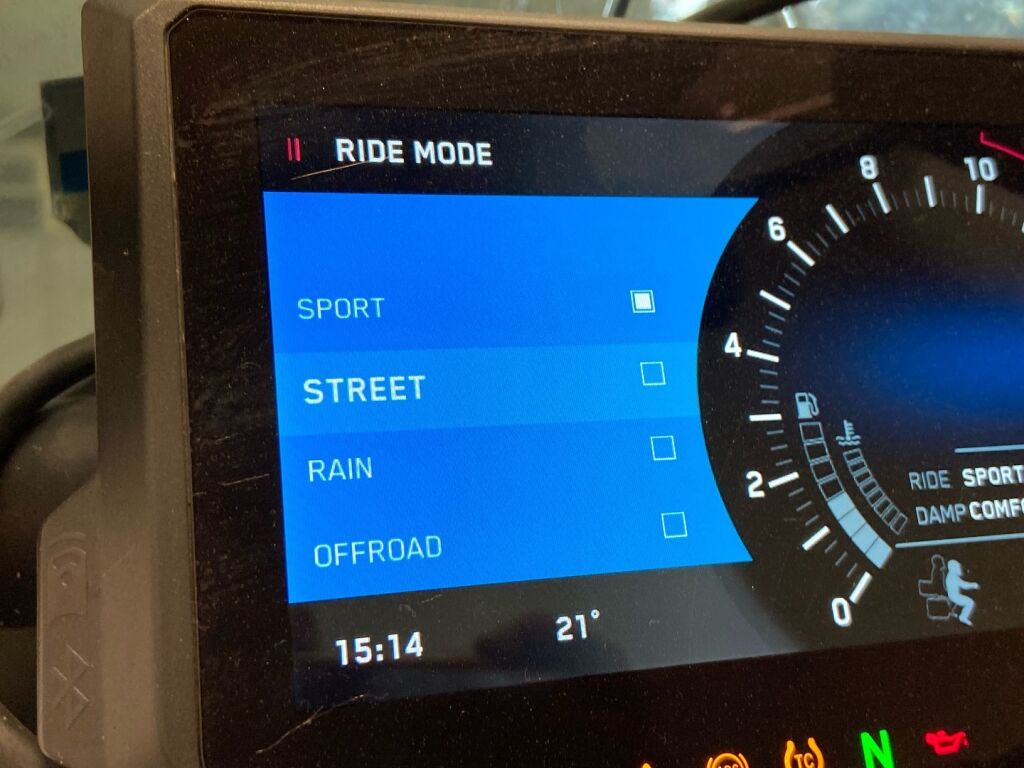 RIDE MODE
SPORT
STREET
RAIN
OFFROAD
15:14
21°
0
2
4
6
8
10
RIDE SPORT
DAMP
TC
N